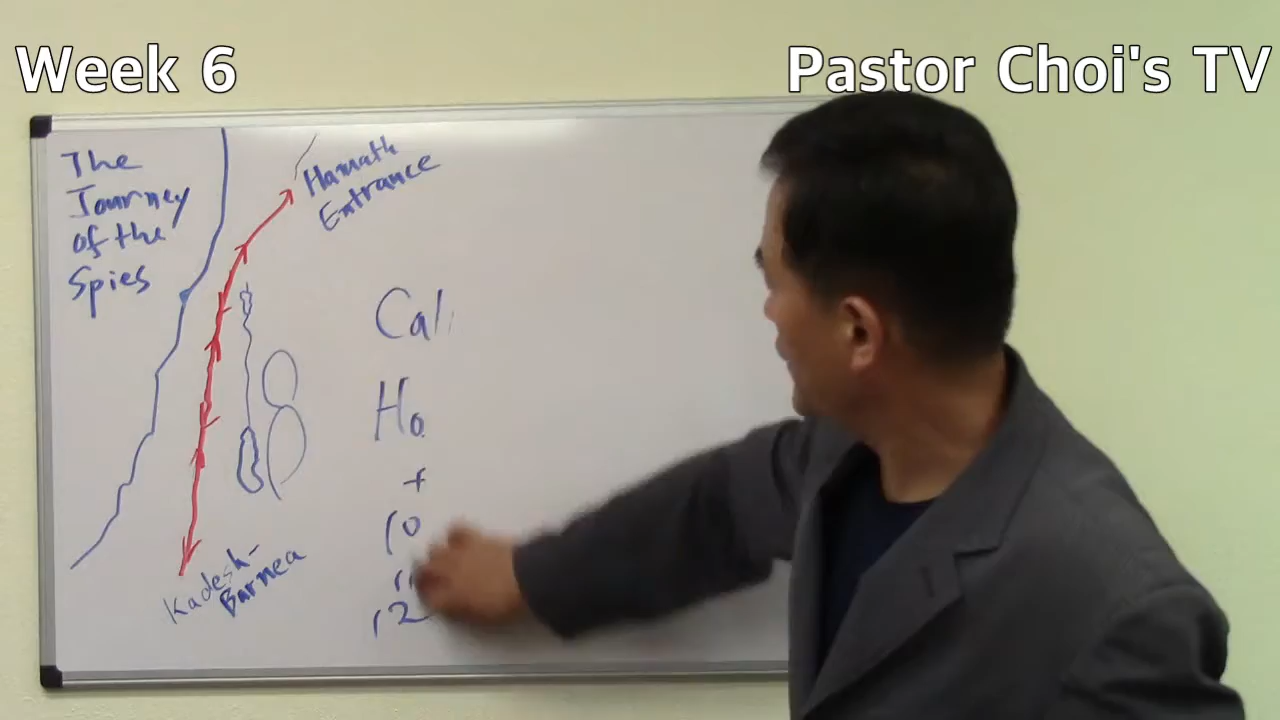 Week 6
Pastor Choi's TV
The
Journey
of the
Spies
Hamath
Entrance
Cal
Ho
+
10
12
Kadesh-
Barnea